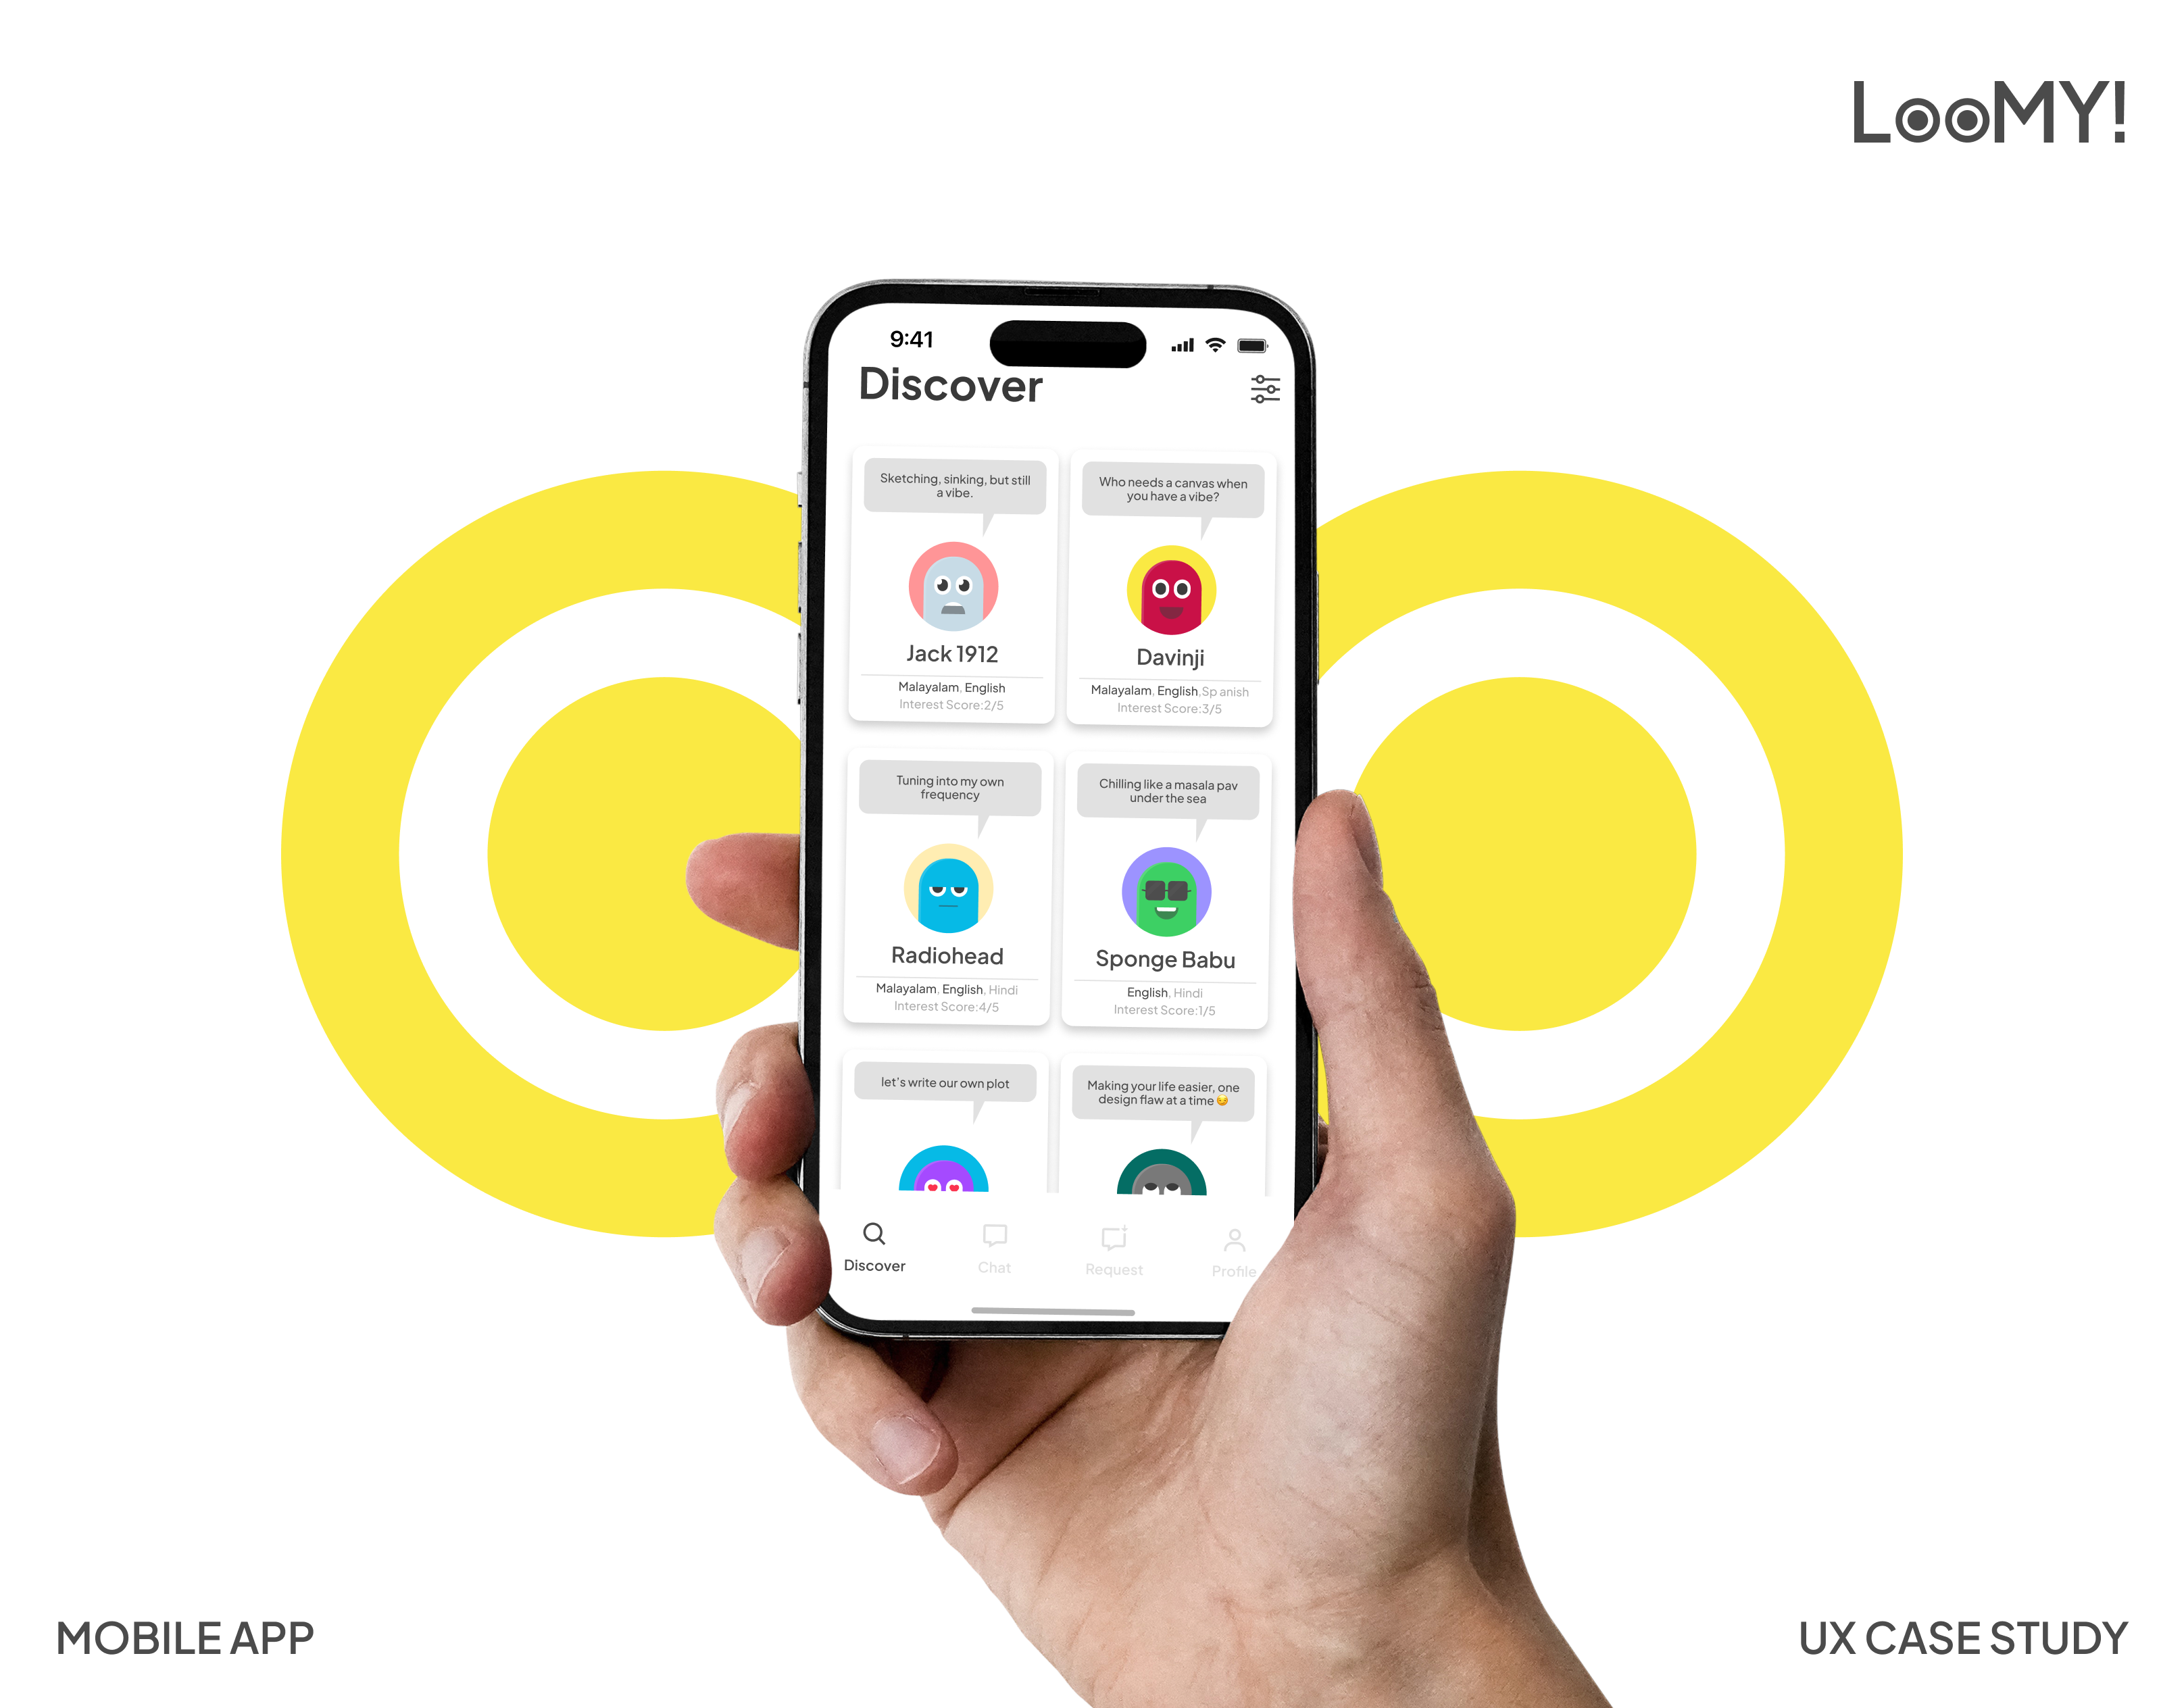 LooMY!
9:41
Discover
Sketching, sinking, but still
a vibe.
Jack 1912
Malayalam, English
Interest Score:2/5
Who needs a canvas when
you have a vibe?
Davinji
Malayalam, English,Sp anish
Interest Score:3/5
Tuning into my own
frequency
Radiohead
Malayalam, English, Hindi
Interest Score:4/5
Chilling like a masala pav
under the sea
Sponge Babu
English, Hindi
Interest Score:1/5
let's write our own plot
Making your life easier, one
design flaw at a time 😏
Discover
Chat
Request
Profile
MOBILE APP
UX CASE STUDY